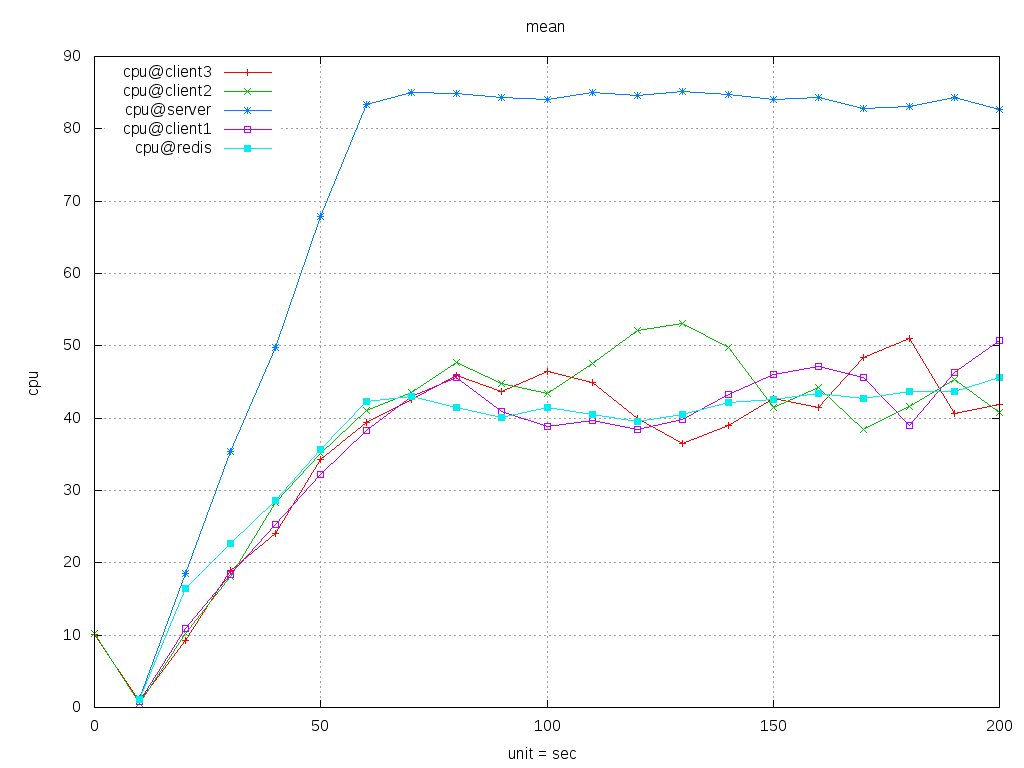 mean
90
80
70
60
50
40
30
20
10
0
cpu
cpu@client3
cpu@client2
cpu@server
cpu@client1
cpu@redis
0 50 100 150 200
unit = sec